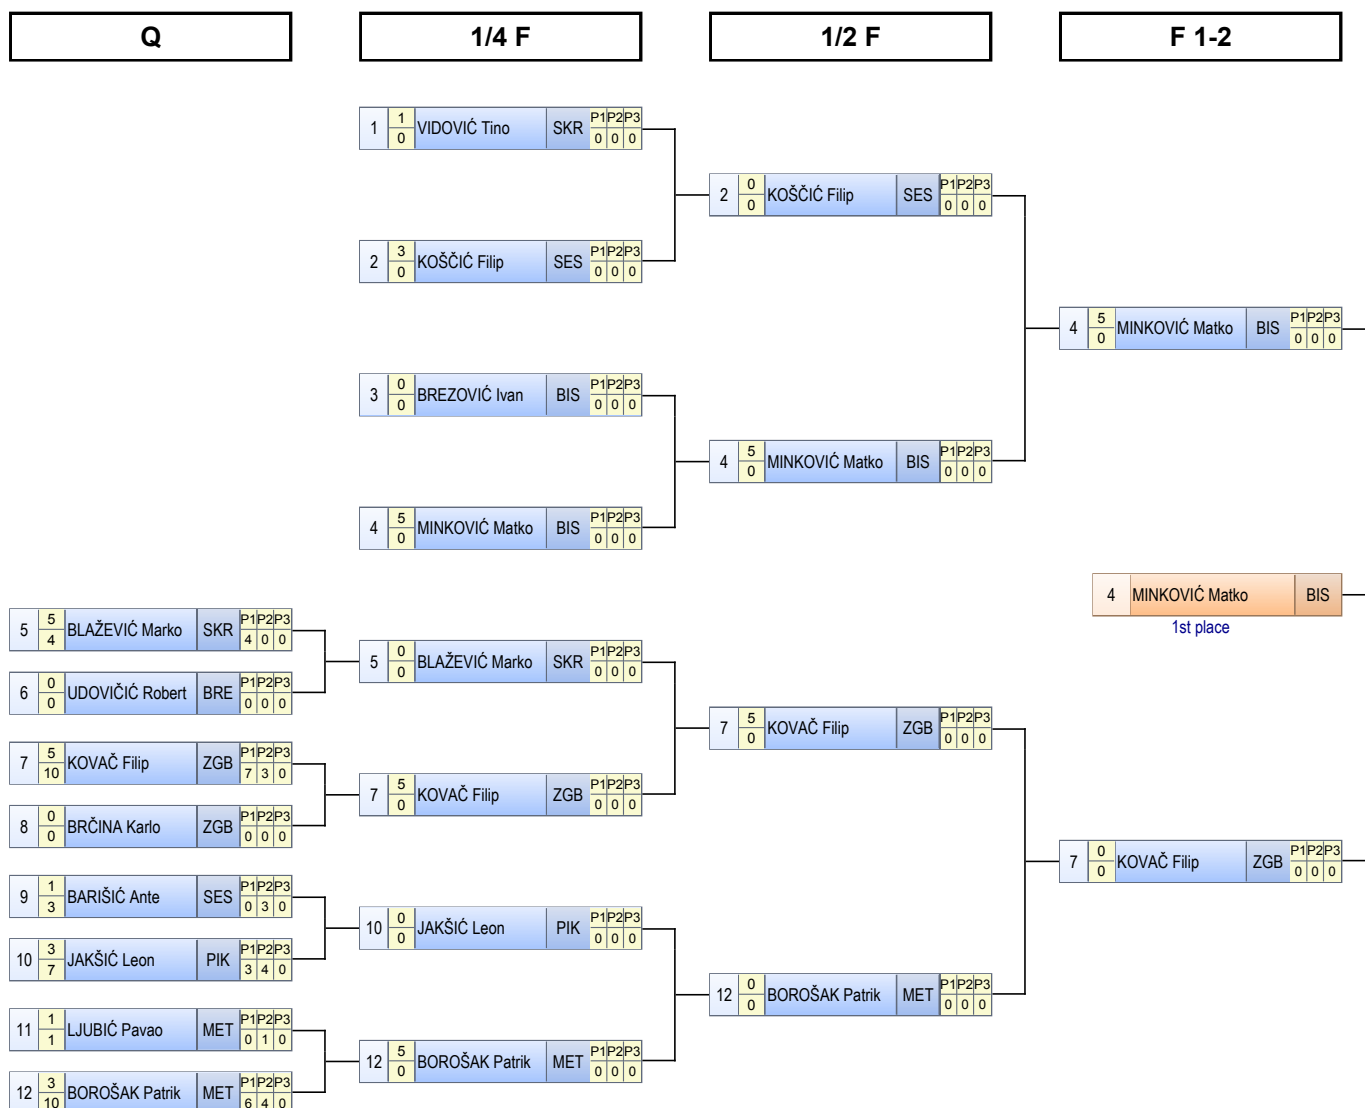 Q
1/4 F
1/2 F
F 1-2
1 1 0 VIDOVIĆ Tino SKR P1 P2 P3 0 0 0
2 3 0 KOŠČIĆ Filip SES P1 P2 P3 0 0 0
2 0 0 KOŠČIĆ Filip SES P1 P2 P3 0 0 0
3 0 0 BREZOVIĆ Ivan BIS P1 P2 P3 0 0 0
4 5 0 MINKOVIĆ Matko BIS P1 P2 P3 0 0 0
4 5 0 MINKOVIĆ Matko BIS P1 P2 P3 0 0 0
4 5 0 MINKOVIĆ Matko BIS P1 P2 P3 0 0 0
4 MINKOVIĆ Matko BIS
1st place
5 5 4 BLAŽEVIĆ Marko SKR P1 P2 P3 4 0 0
6 0 0 UDOVIČIĆ Robert BRE P1 P2 P3 0 0 0
5 0 0 BLAŽEVIĆ Marko SKR P1 P2 P3 0 0 0
7 5 10 KOVAČ Filip ZGB P1 P2 P3 7 3 0
8 0 0 BRČINA Karlo ZGB P1 P2 P3 0 0 0
7 5 0 KOVAČ Filip ZGB P1 P2 P3 0 0 0
7 5 0 KOVAČ Filip ZGB P1 P2 P3 0 0 0
7 0 0 KOVAČ Filip ZGB P1 P2 P3 0 0 0
9 1 3 BARIŠIĆ Ante SES P1 P2 P3 0 3 0
10 3 7 JAKŠIĆ Leon PIK P1 P2 P3 3 4 0
10 0 0 JAKŠIĆ Leon PIK P1 P2 P3 0 0 0
11 1 1 LJUBIĆ Pavao MET P1 P2 P3 0 1 0
12 3 10 BOROŠAK Patrik MET P1 P2 P3 6 4 0
12 5 0 BOROŠAK Patrik MET P1 P2 P3 0 0 0
12 0 0 BOROŠAK Patrik MET P1 P2 P3 0 0 0